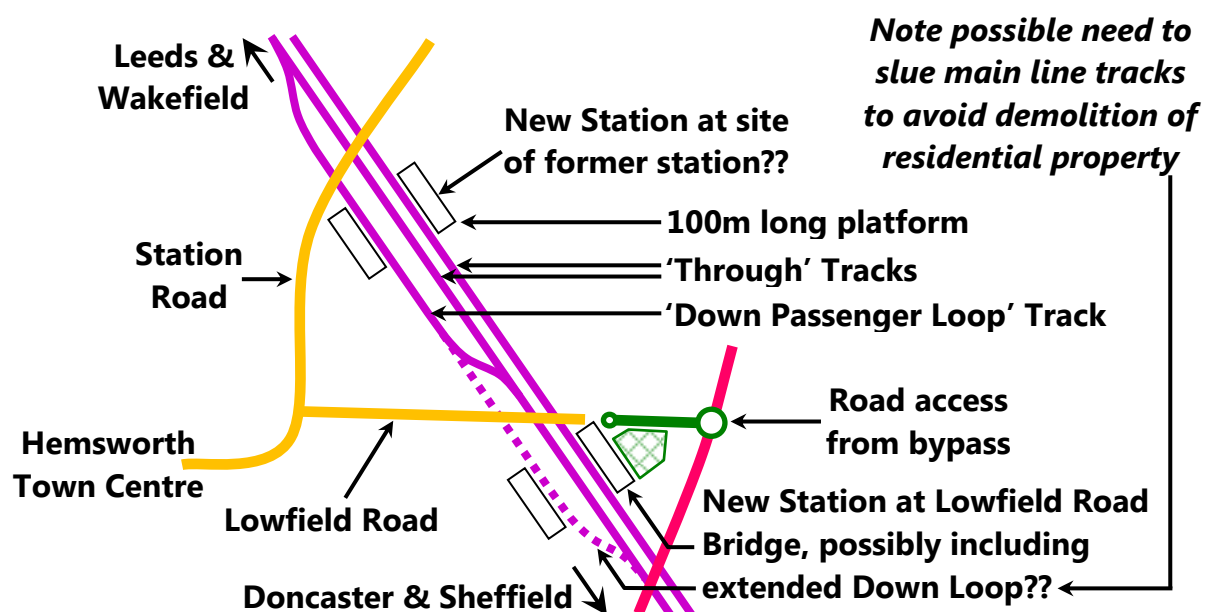 Leeds &
Wakefield
Note possible need to
slue main line tracks
to avoid demolition of
residential property
New Station at site
of former station??
100m long platform
Station
Road
‘Through’ Tracks
‘Down Passenger Loop’ Track
Road access
from bypass
Hemsworth
Town Centre
Lowfield Road
New Station at Lowfield Road
Bridge, possibly including
extended Down Loop??
Doncaster & Sheffield